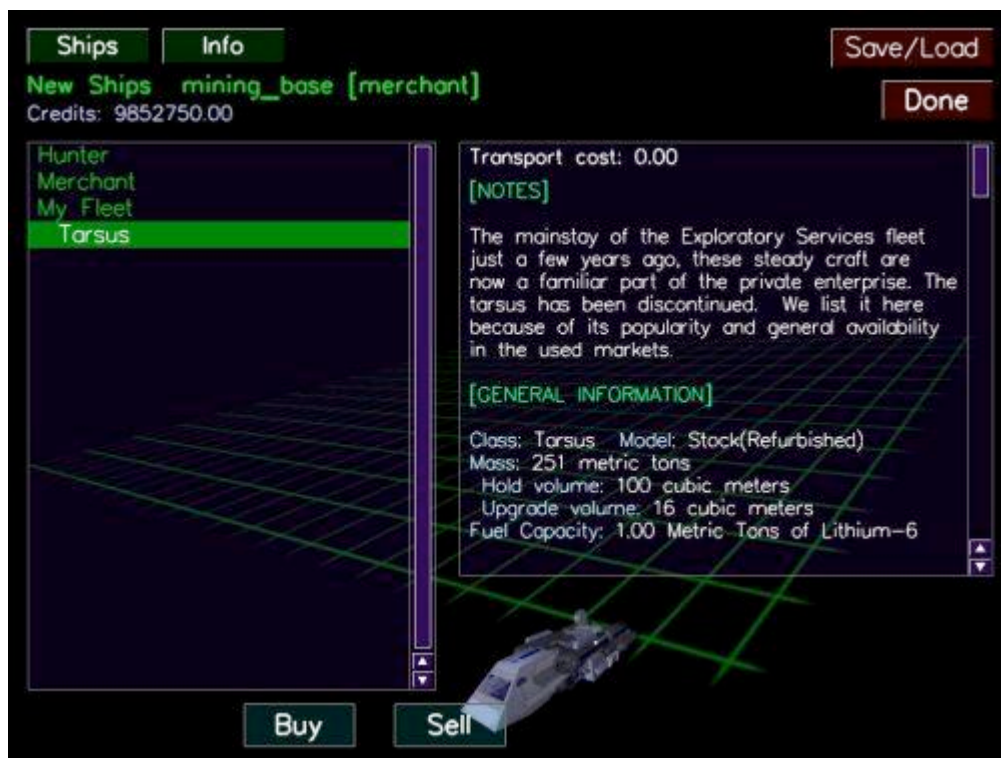 Ships Info Save/Load
New Ships mining_base [merchant]
Credits: 9852750.00
Done
Hunter
Merchant
My Fleet
Tarsus
Transport cost: 0.00
[NOTES]
The mainstay of the Exploratory Services fleet
just a few years ago, these steady craft are
now a familiar part of the private enterprise. The
tarsus has been discontinued. We list it here
because of its popularity and general availability
in the used markets.
[GENERAL INFORMATION]
Class: Tarsus Model: Stock(Refurbished)
Mass: 251 metric tons
Hold volume: 100 cubic meters
Upgrade volume: 16 cubic meters
Fuel Capacity: 1.00 Metric Tons of Lithium-6
Buy Sell